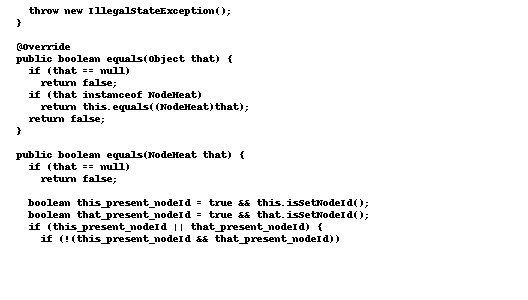 throw new IllegalStateException();
}

@Override
public boolean equals(Object that) {
if (that == null)
return false;
if (that instanceof NodeHeat)
return this.equals((NodeHeat)that);
return false;
}

public boolean equals(NodeHeat that) {
if (that == null)
return false;

boolean this_present_nodeId = true && this.isSetNodeId();
boolean that_present_nodeId = true && that.isSetNodeId();
if (this_present_nodeId || that_present_nodeId) {
if (!(this_present_nodeId && that_present_nodeId))